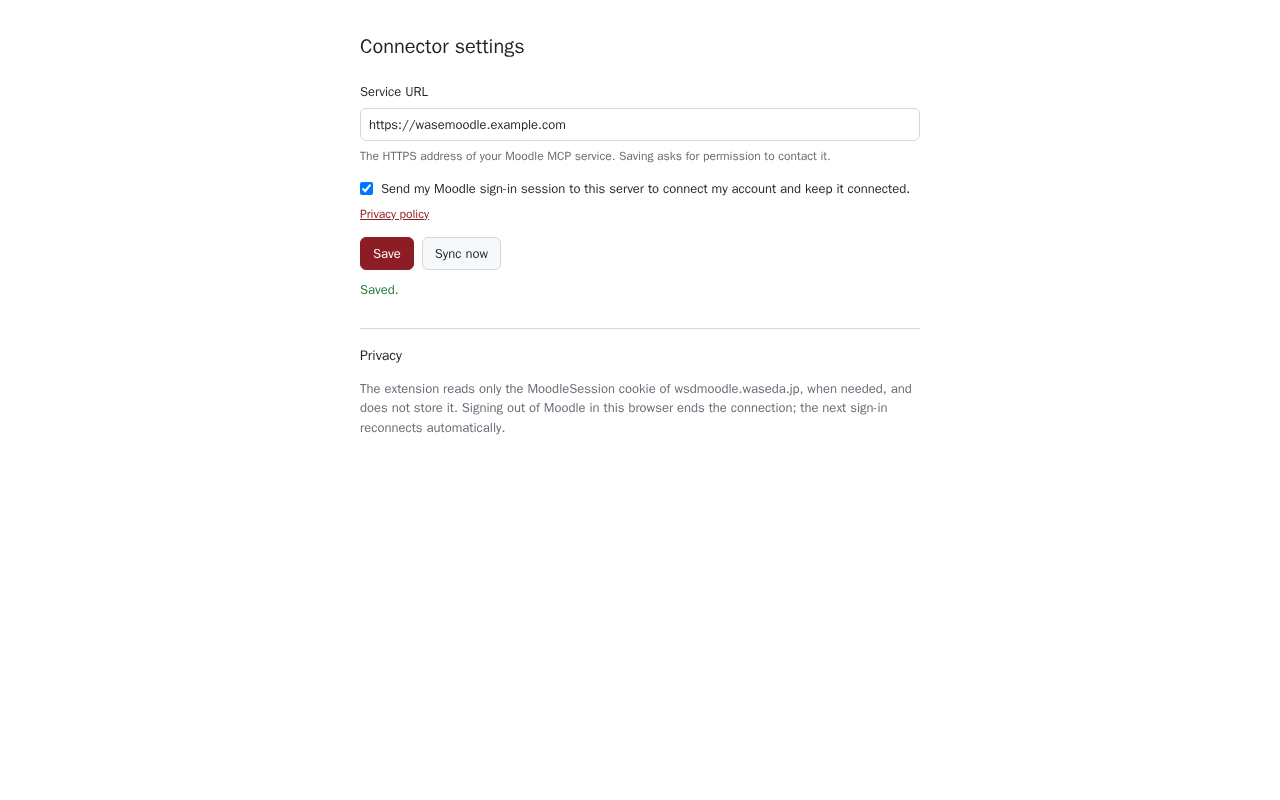 Connector settings
Service URL
https://wasemoodle.example.com
The HTTPS address of your Moodle MCP service. Saving asks for permission to contact it.
Send my Moodle sign-in session to this server to connect my account and keep it connected.
Privacy policy
Save
Sync now
Saved.
Privacy
The extension reads only the MoodleSession cookie of wsdmoodle.waseda.jp, when needed, and
does not store it. Signing out of Moodle in this browser ends the connection; the next sign-in
reconnects automatically.